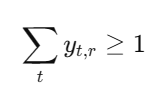 ∑_t y_{t,r} ≥ 1